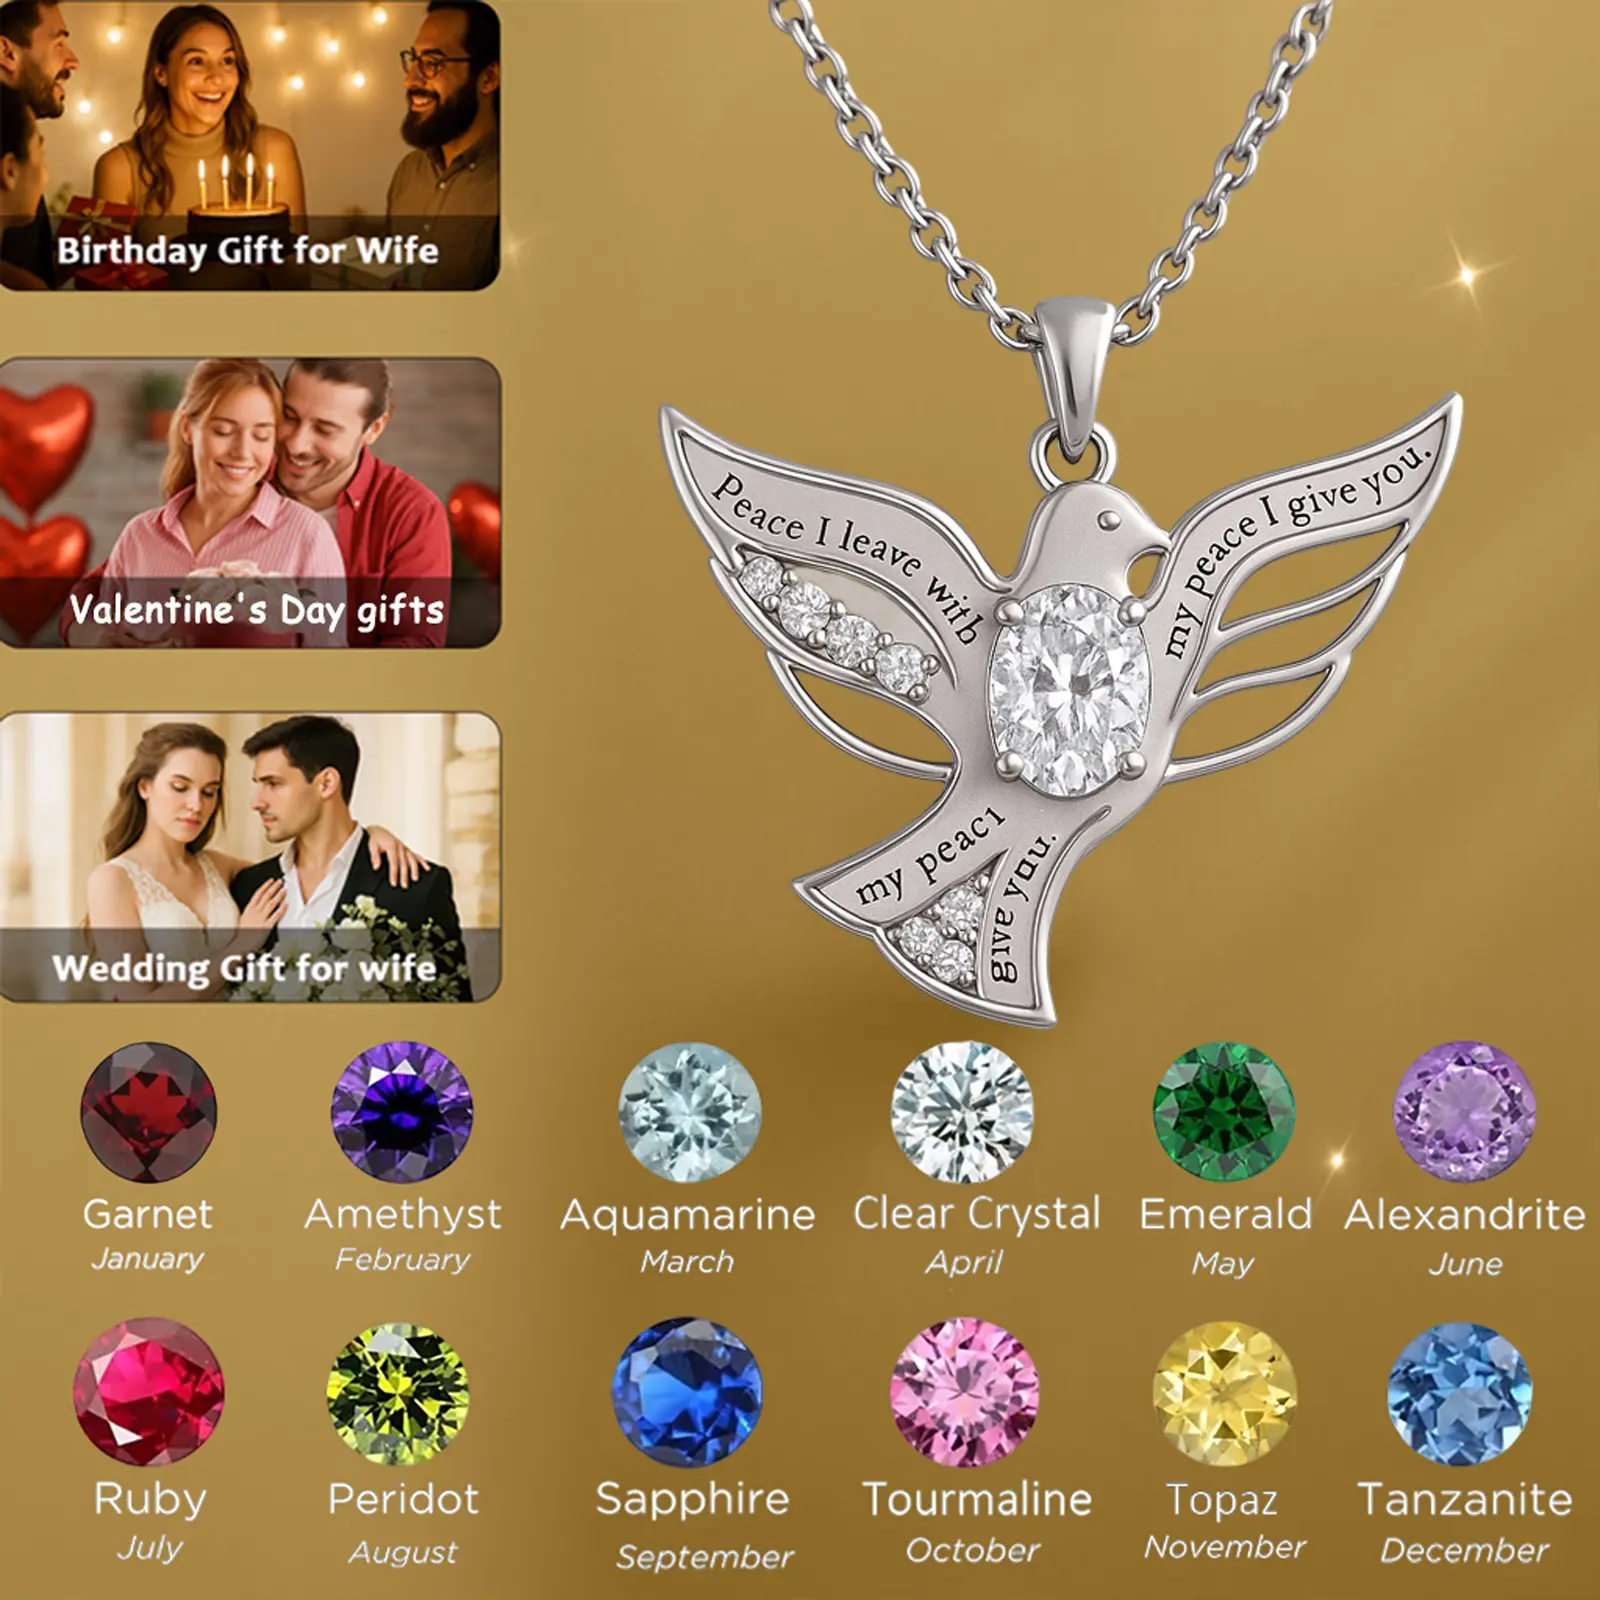 Birthday Gift for Wife
Valentine's Day gifts
Wedding Gift for wife
Peace I leave with
my peace I give you.
my peac1
give you.
Garnet
January
Amethyst
February
Aquamarine
March
Clear Crystal
April
Emerald
May
Alexandrite
June
Ruby
July
Peridot
August
Sapphire
September
Tourmaline
October
Topaz
November
Tanzanite
December